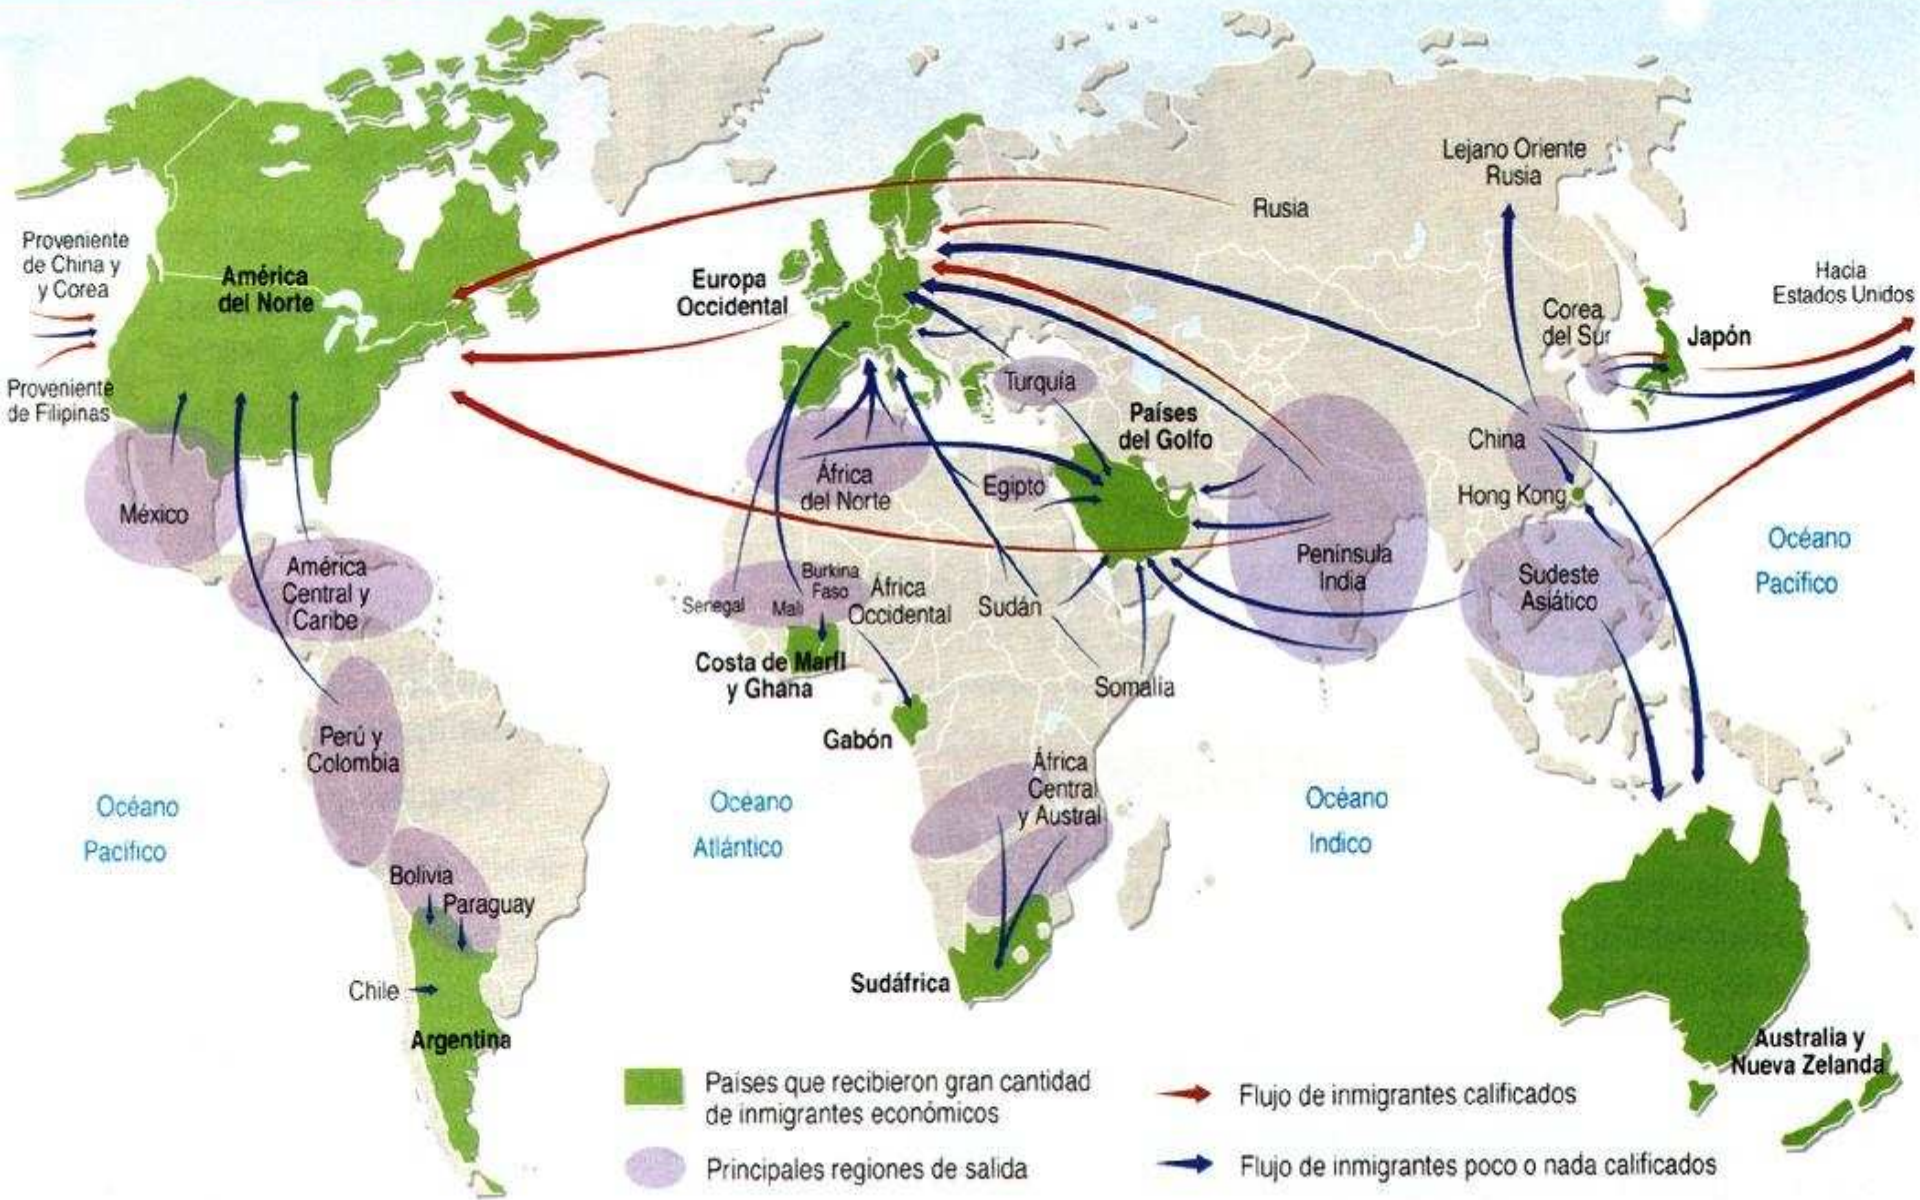 Lejano Oriente
Rusia
Rusia
Proveniente
de China y
y Corea
América
del Norte
Europa
Occidental
Hacia
Estados Unidos
Corea
del Sur
Japón
Proveniente
de Filipinas
Turquía
Países
del Golfo
China
México
África
del Norte
Egipto
Hong Kong
Océano
Pacífico
América
Central y
Caribe
Península
India
Sudeste
Asiático
Senegal
Mali
Burkina
Faso
África
Occidental
Sudán
Costa de Marfil
y Ghana
Somalia
Gabón
Perú y
Colombia
África
Central
y Austral
Océano
Pacífico
Océano
Atlántico
Océano
Indico
Bolivia
Paraguay
Chile
Sudáfrica
Argentina
Australia y
Nueva Zelanda
Países que recibieron gran cantidad
de inmigrantes económicos
Flujo de inmigrantes calificados
Principales regiones de salida
Flujo de inmigrantes poco o nada calificados